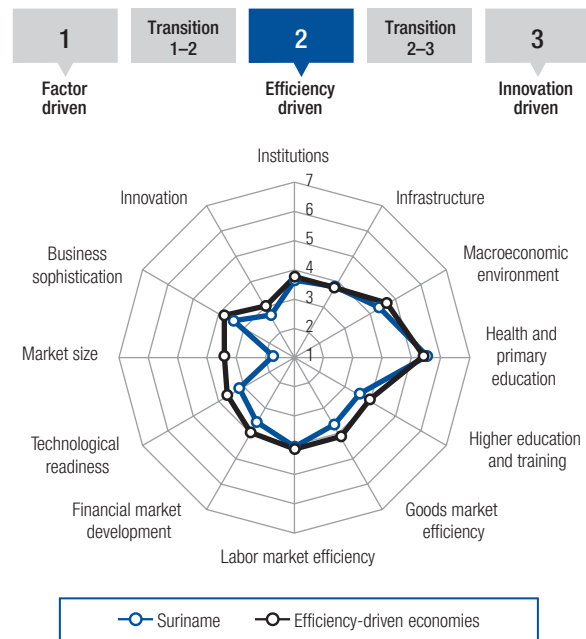 1
Transition
1–2
2
Transition
2–3
3
Factor
driven
Efficiency
driven
Innovation
driven
Institutions
Infrastructure
Macroeconomic
environment
Health and
primary
education
Higher education
and training
Goods market
efficiency
Labor market efficiency
Financial market
development
Technological
readiness
Market size
Business
sophistication
Innovation
7
6
5
4
3
2
1
Suriname
Efficiency-driven economies